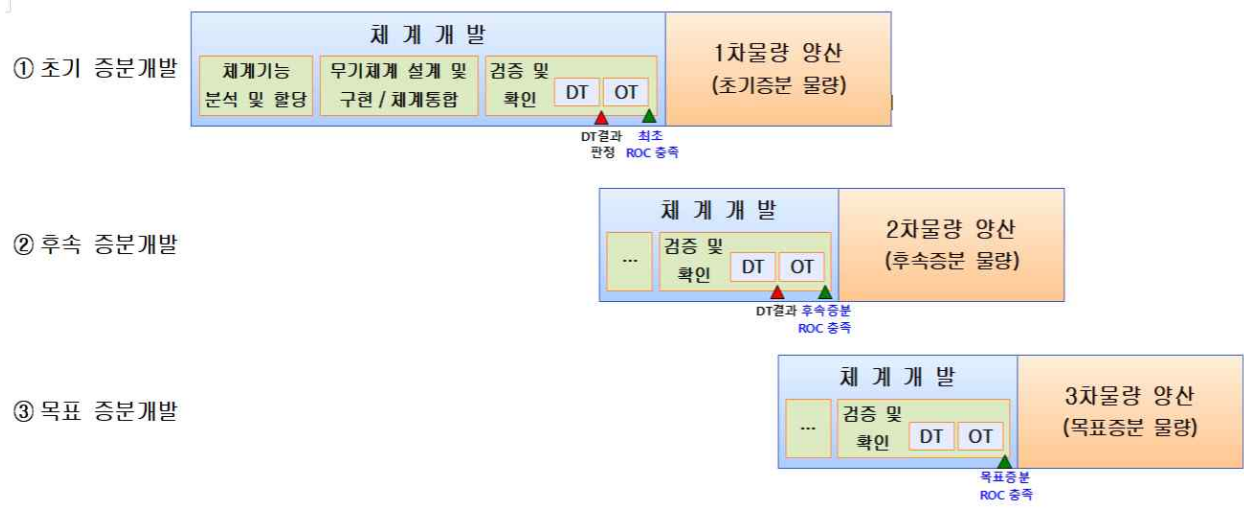 ① 초기 증분개발
체 계 개 발
체계기능
분석 및 할당
무기체계 설계 및
구현 / 체계통합
검증 및
확인
DT
OT
1차물량 양산
(초기증분 물량)
DT결과
판정
최초
ROC 충족
② 후속 증분개발
체 계 개 발
...
검증 및
확인
DT
OT
2차물량 양산
(후속증분 물량)
DT결과
후속증분
ROC 충족
③ 목표 증분개발
체 계 개 발
...
검증 및
확인
DT
OT
3차물량 양산
(목표증분 물량)
목표증분
ROC 충족